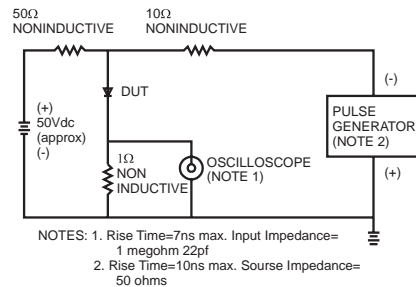 50Ω
NONINDUCTIVE
10Ω
NONINDUCTIVE
(+)
50Vdc
(approx)
(-)
DUT
1Ω
NON
INDUCTIVE
OSCILLOSCOPE
(NOTE 1)
(-)
PULSE
GENERATOR
(NOTE 2)
(+)
NOTES: 1. Rise Time=7ns max. Input Impedance=
1 megohm 22pf
2. Rise Time=10ns max. Sourse Impedance=
50 ohms